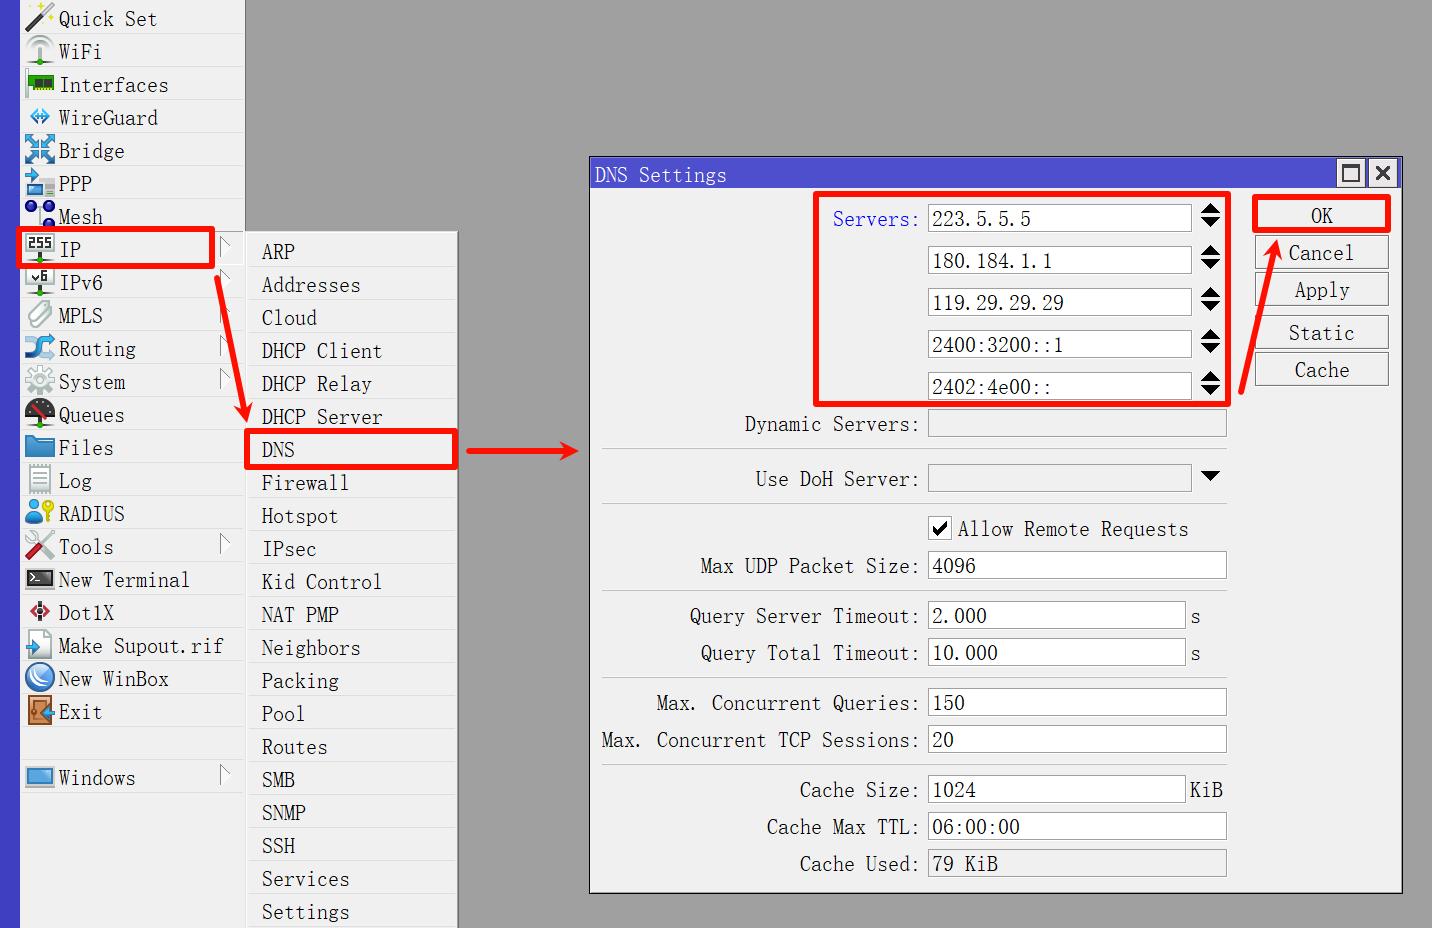 Quick Set
WiFi
Interfaces
WireGuard
Bridge
PPP
Mesh
255 IP
v6 IPv6
MPLS
Routing
System
Queues
Files
Log
RADIUS
Tools
New Terminal
Dot1X
Make Supout.rif
New WinBox
Exit
Windows
ARP
Addresses
Cloud
DHCP Client
DHCP Relay
DHCP Server
DNS
Firewall
Hotspot
IPsec
Kid Control
NAT PMP
Neighbors
Packing
Pool
Routes
SMB
SNMP
SSH
Services
Settings
DNS Settings
Servers: 223.5.5.5
180.184.1.1
119.29.29.29
2400:3200::1
2402:4e00::
Dynamic Servers:
Use DoH Server:
Allow Remote Requests
Max UDP Packet Size: 4096
Query Server Timeout: 2.000 s
Query Total Timeout: 10.000 s
Max. Concurrent Queries: 150
Max. Concurrent TCP Sessions: 20
Cache Size: 1024 KiB
Cache Max TTL: 06:00:00
Cache Used: 79 KiB
OK
Cancel
Apply
Static
Cache